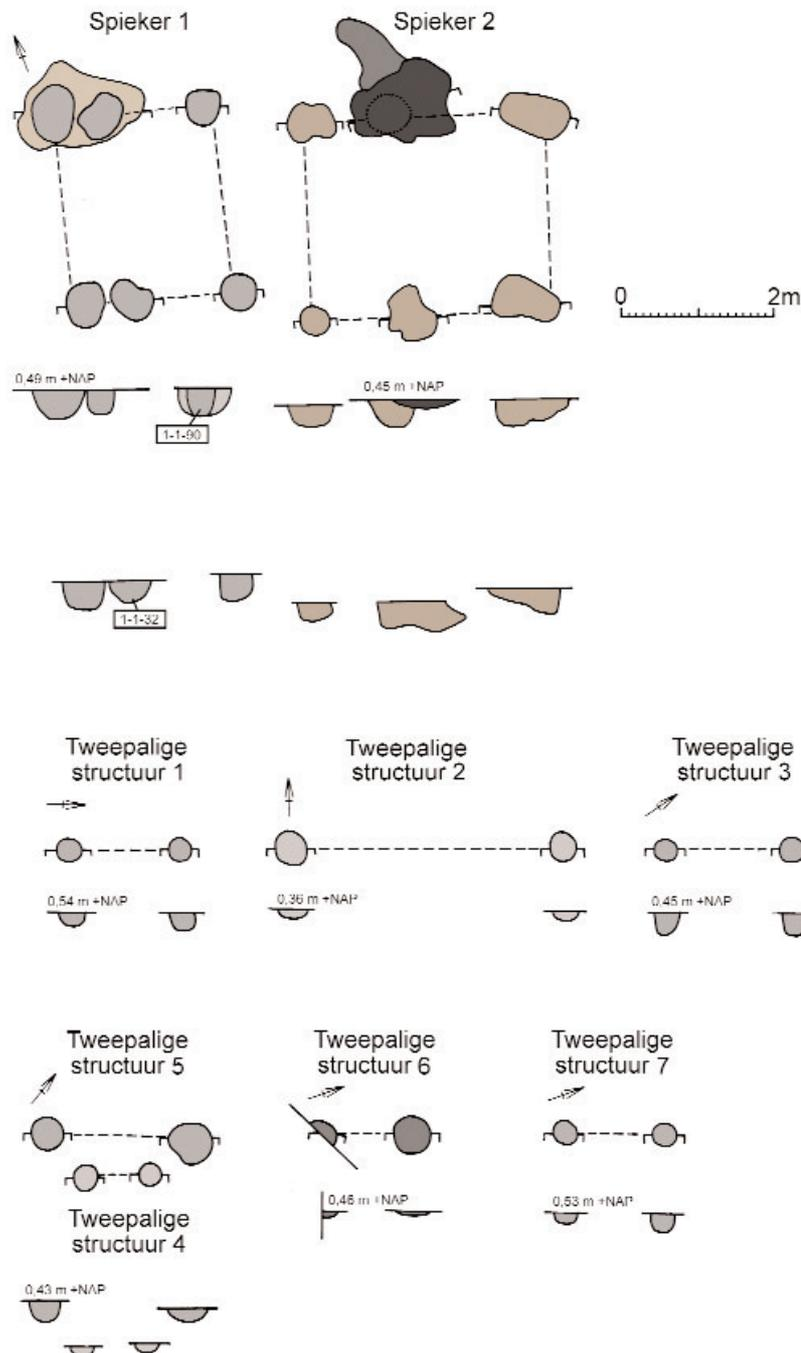 Spieker 1
Spieker 2
0
2m
0,49 m +NAP
0,45 m +NAP
1-1-90
1-1-32
Tweepalige
structuur 1
Tweepalige
structuur 2
Tweepalige
structuur 3
0,54 m +NAP
0,36 m +NAP
0,45 m +NAP
Tweepalige
structuur 5
Tweepalige
structuur 6
Tweepalige
structuur 7
0,46 m +NAP
0,53 m +NAP
Tweepalige
structuur 4
0,43 m +NAP